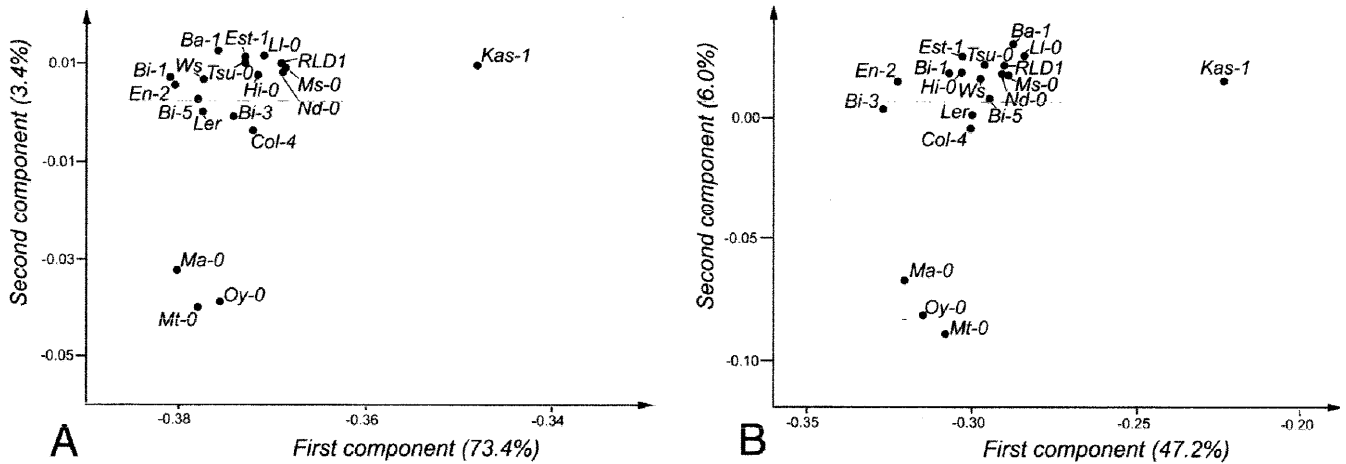 Second component (3.4%)
0.01
-0.01
-0.03
-0.05
Ba-1
Est-1
Ll-0
Bi-1
Ws
Tsu-0
RLD1
Kas-1
En-2
Hi-0
Ms-0
Bi-5
Ler
Bi-3
Nd-0
Col-4
Ma-0
Mt-0
Oy-0
-0.38
-0.36
-0.34
A
First component (73.4%)
Second component (6.0%)
0.00
-0.05
-0.10
Ba-1
Est-1
Tsu-0
Ll-0
En-2
Bi-1
RLD1
Kas-1
Hi-0
Ws
Ms-0
Bi-3
Nd-0
Ler
Bi-5
Col-4
Ma-0
Oy-0
Mt-0
-0.35
-0.30
-0.25
-0.20
B
First component (47.2%)